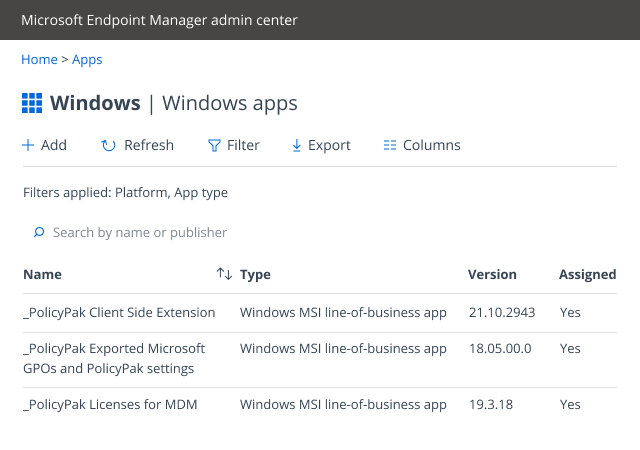 Microsoft Endpoint Manager admin center
Home > Apps
Windows | Windows apps
Add Refresh Filter Export Columns
Filters applied: Platform, App type
Search by name or publisher
Name Type Version Assigned
_PolicyPak Client Side Extension Windows MSI line-of-business app 21.10.2943 Yes
_PolicyPak Exported Microsoft Windows MSI line-of-business app 18.05.00.0 Yes
GPOs and PolicyPak settings
_PolicyPak Licenses for MDM Windows MSI line-of-business app 19.3.18 Yes